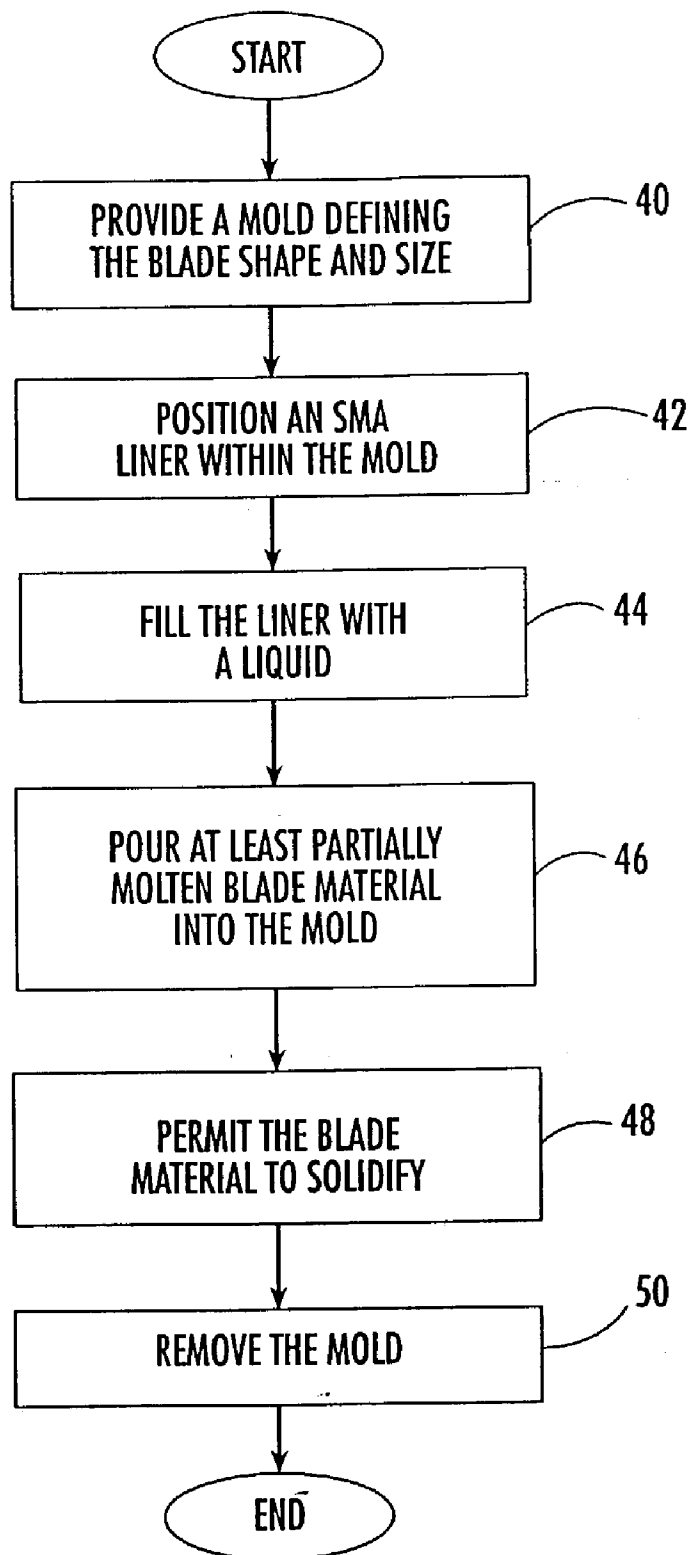 START
PROVIDE A MOLD DEFINING
THE BLADE SHAPE AND SIZE
40
POSITION AN SMA
LINER WITHIN THE MOLD
42
FILL THE LINER WITH
A LIQUID
44
POUR AT LEAST PARTIALLY
MOLTEN BLADE MATERIAL
INTO THE MOLD
46
PERMIT THE BLADE
MATERIAL TO SOLIDIFY
48
REMOVE THE MOLD
50
END